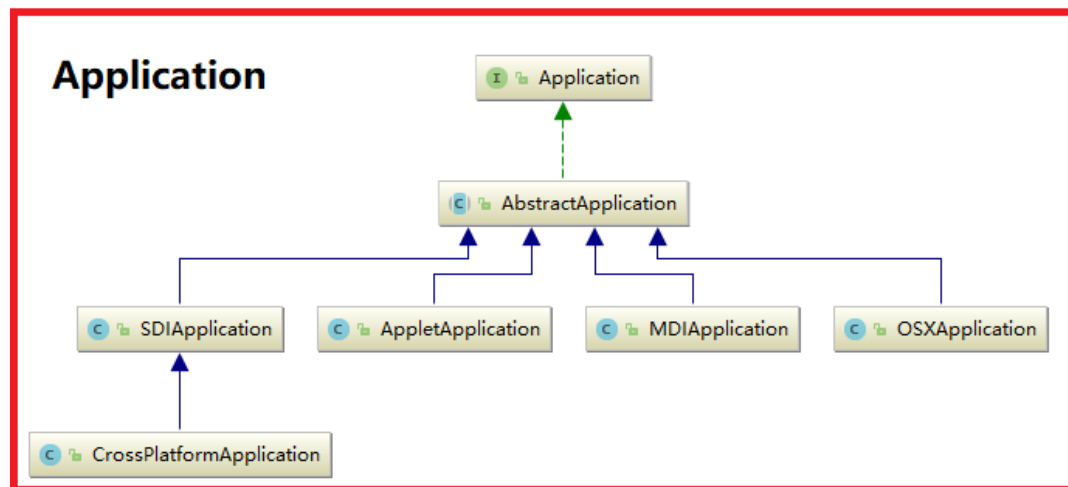 Application
I Application
C AbstractApplication
C SDIApplication
C AppletApplication
C MDIApplication
C OSXApplication
C CrossPlatformApplication